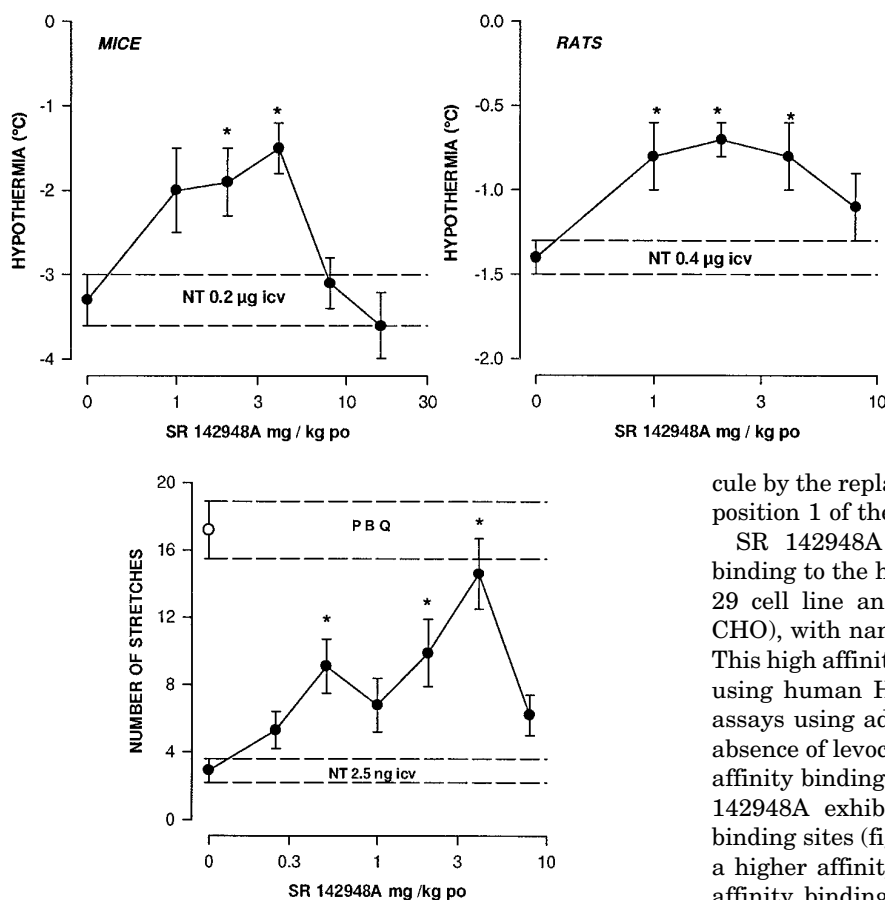 MICE
HYPOTHERMIA (°C)
0
-1
-2
-3
-4
*
*
NT 0.2 µg icv
0 1 3 10 30
SR 142948A mg / kg po
RATS
HYPOTHERMIA (°C)
0.0
-0.5
-1.0
-1.5
-2.0
*
*
*
NT 0.4 µg icv
0 1 3 10
SR 142948A mg / kg po
NUMBER OF STRETCHES
20
16
12
8
4
0
PBQ
*
*
*
NT 2.5 ng icv
0 0.3 1 3 10
SR 142948A mg /kg po
cule by the repla
position 1 of the
SR 142948A
binding to the h
29 cell line an
CHO), with nan
This high affinit
using human H
assays using ad
absence of levoc
affinity binding
142948A exhib
binding sites (fi
a higher affinit
affinity binding